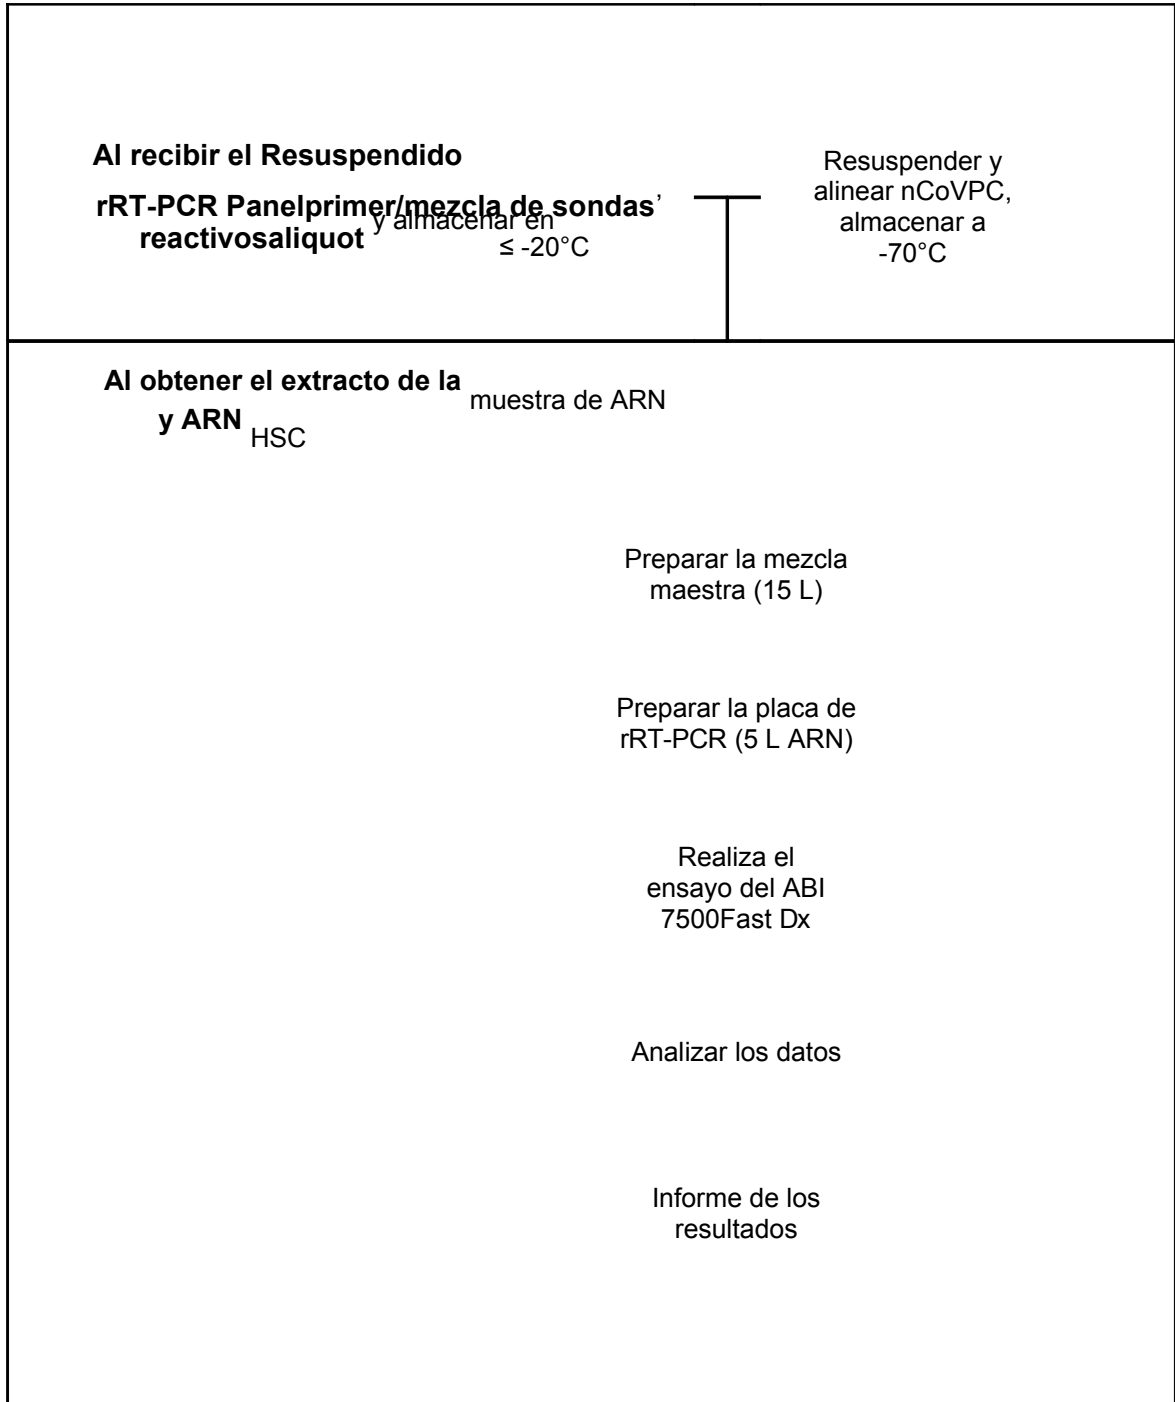 Al recibir el Resuspendido
rRT-PCR Panelprimer/mezcla de sondas,
reactivosaliquot y almacenar en
≤ -20°C
Resuspender y
alinear nCoVPC,
almacenar a
-70°C
Al obtener el extracto de la muestra de ARN
y ARN HSC
Preparar la mezcla
maestra (15 L)
Preparar la placa de
rRT-PCR (5 L ARN)
Realiza el
ensayo del ABI
7500Fast Dx
Analizar los datos
Informe de los
resultados